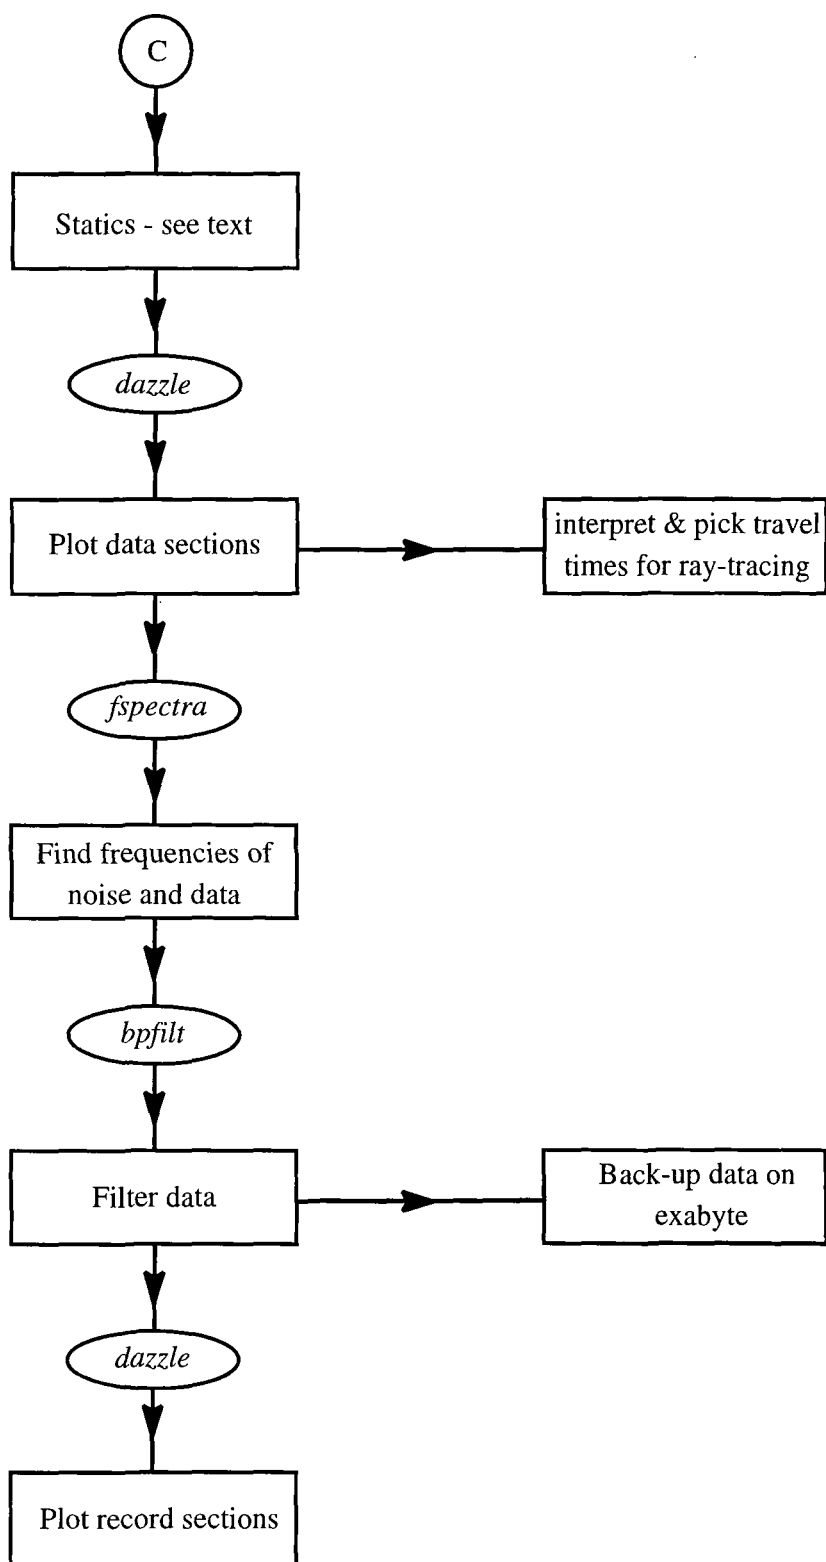 C
Statics - see text
dazzle
Plot data sections
interpret & pick travel
times for ray-tracing
fspectra
Find frequencies of
noise and data
bpfilt
Filter data
Back-up data on
exabyte
dazzle
Plot record sections